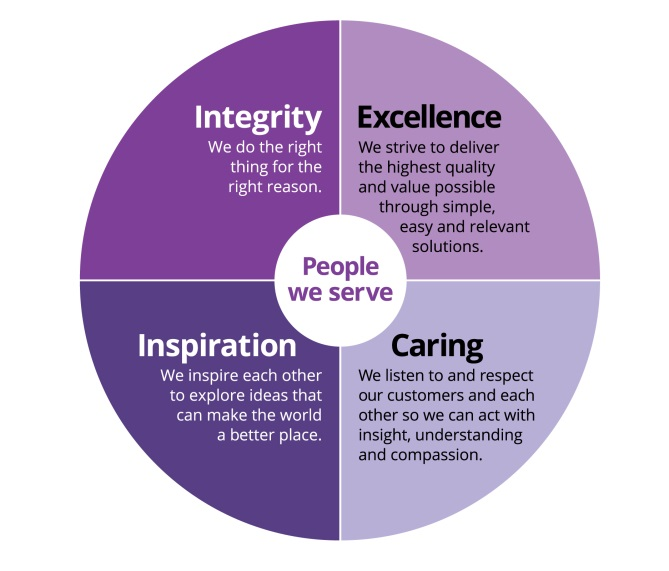 Integrity
We do the right
thing for the
right reason.
Excellence
We strive to deliver
the highest quality
and value possible
through simple,
easy and relevant
solutions.
People
we serve
Inspiration
We inspire each other
to explore ideas that
can make the world
a better place.
Caring
We listen to and respect
our customers and each
other so we can act with
insight, understanding
and compassion.